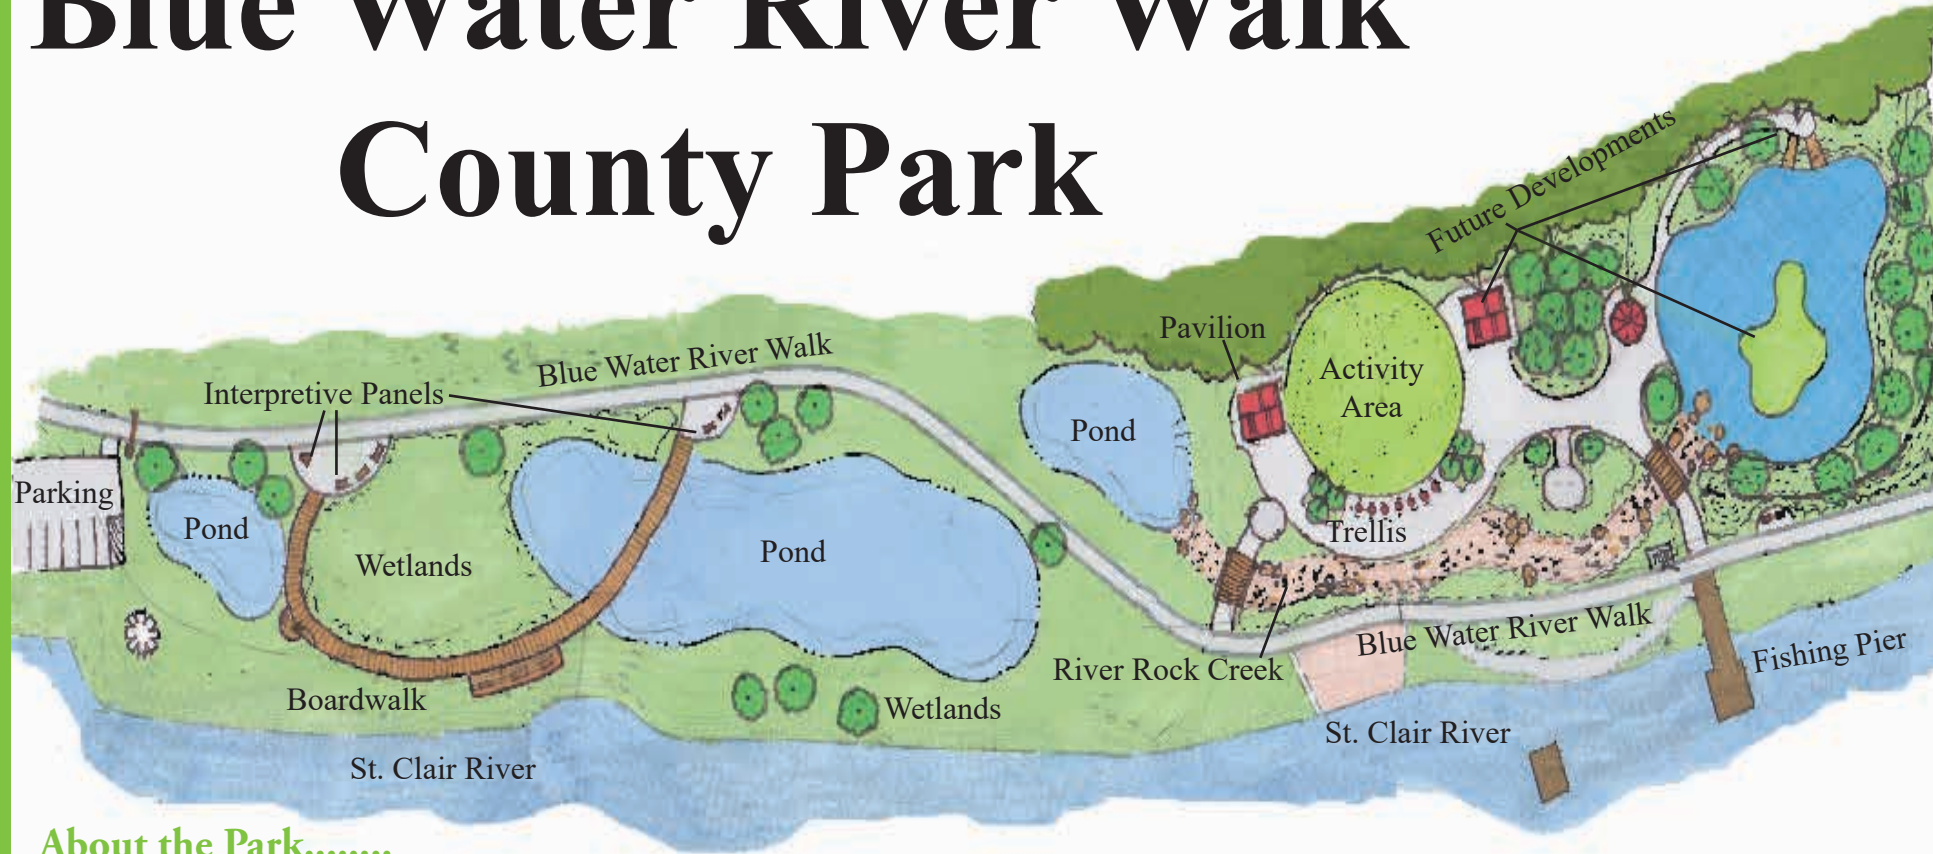 Blue Water River Walk
County Park
Future Developments
Pavilion
Activity
Area
Blue Water River Walk
Interpretive Panels
Pond
Parking
Pond
Wetlands
Pond
Trellis
Blue Water River Walk
Fishing Pier
River Rock Creek
Boardwalk
Wetlands
St. Clair River
St. Clair River
About the Park........